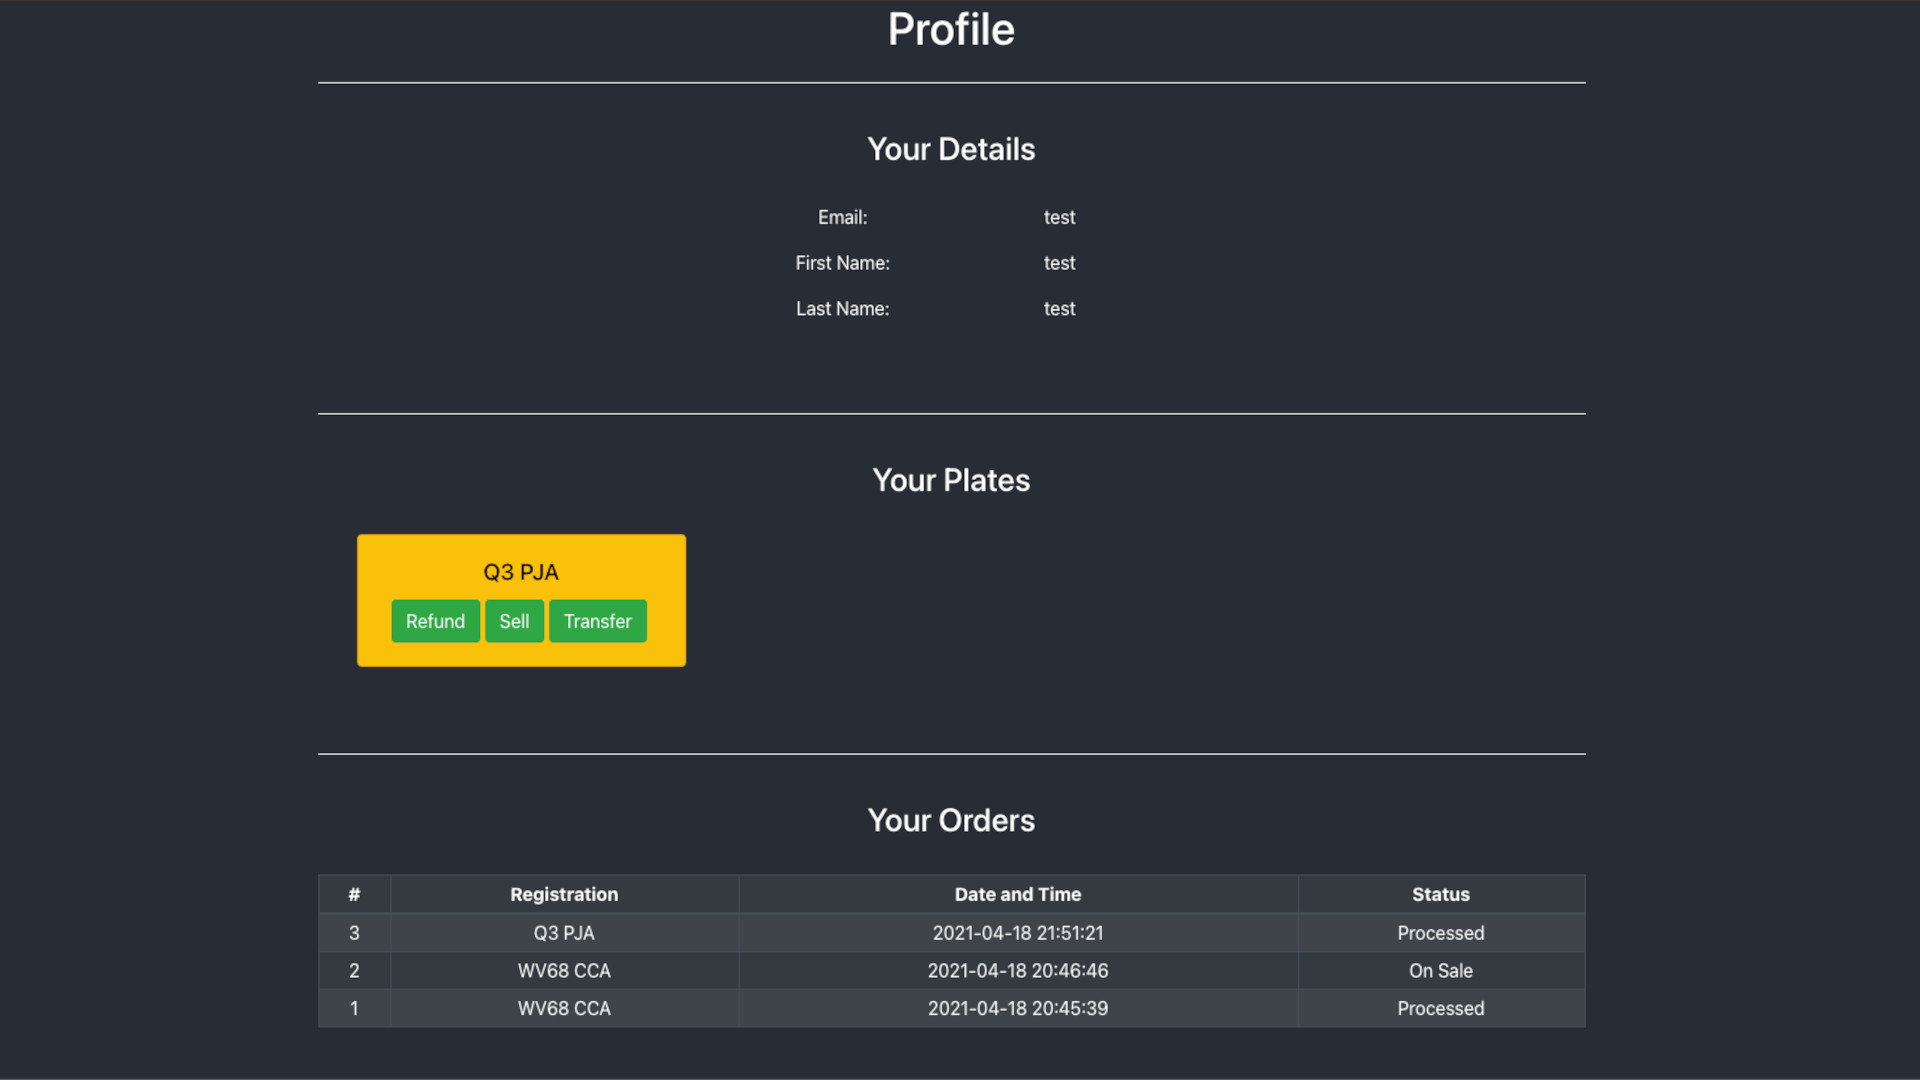 Profile
Your Details
Email: test
First Name: test
Last Name: test
Your Plates
Q3 PJA
Refund Sell Transfer
Your Orders
# Registration Date and Time Status
3 Q3 PJA 2021-04-18 21:51:21 Processed
2 WV68 CCA 2021-04-18 20:46:46 On Sale
1 WV68 CCA 2021-04-18 20:45:39 Processed